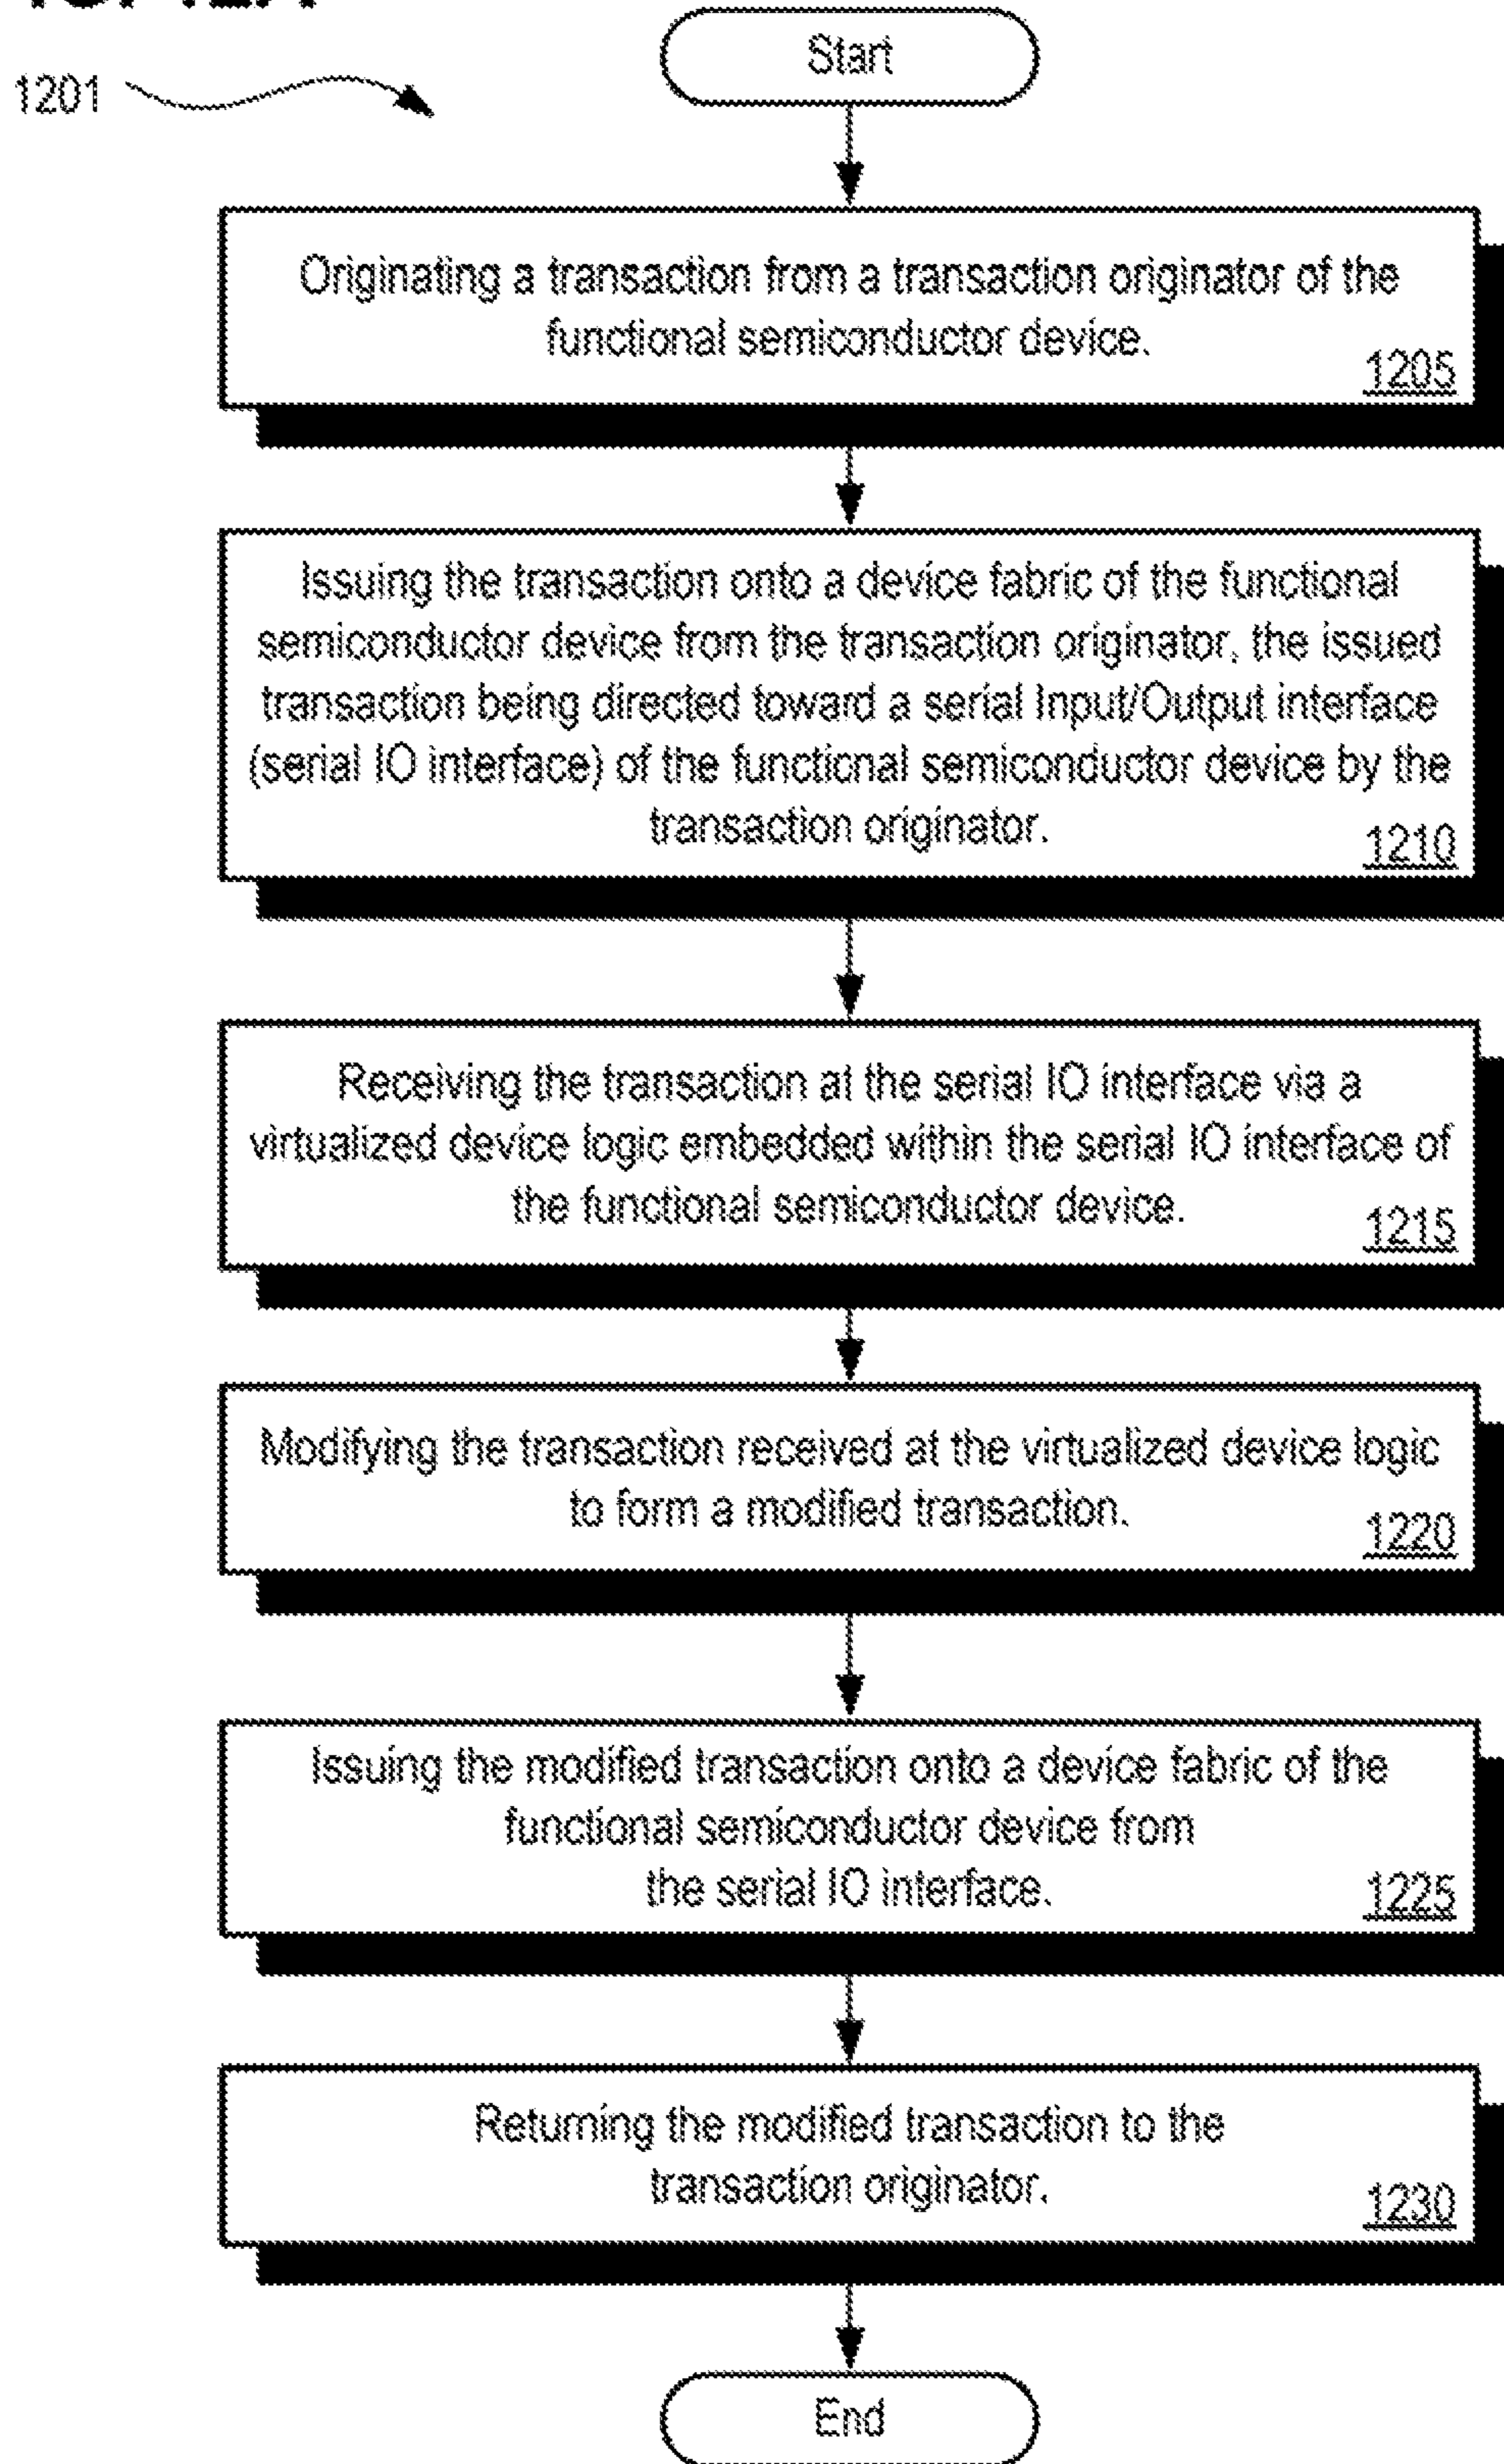 1201
Start
Originating a transaction from a transaction originator of the
functional semiconductor device.
1205
Issuing the transaction onto a device fabric of the functional
semiconductor device from the transaction originator, the issued
transaction being directed toward a serial Input/Output interface
(serial IO interface) of the functional semiconductor device by the
transaction originator.
1210
Receiving the transaction at the serial IO interface via a
virtualized device logic embedded within the serial IO interface of
the functional semiconductor device.
1215
Modifying the transaction received at the virtualized device logic
to form a modified transaction.
1220
Issuing the modified transaction onto a device fabric of the
functional semiconductor device from
the serial IO interface.
1225
Returning the modified transaction to the
transaction originator.
1230
End